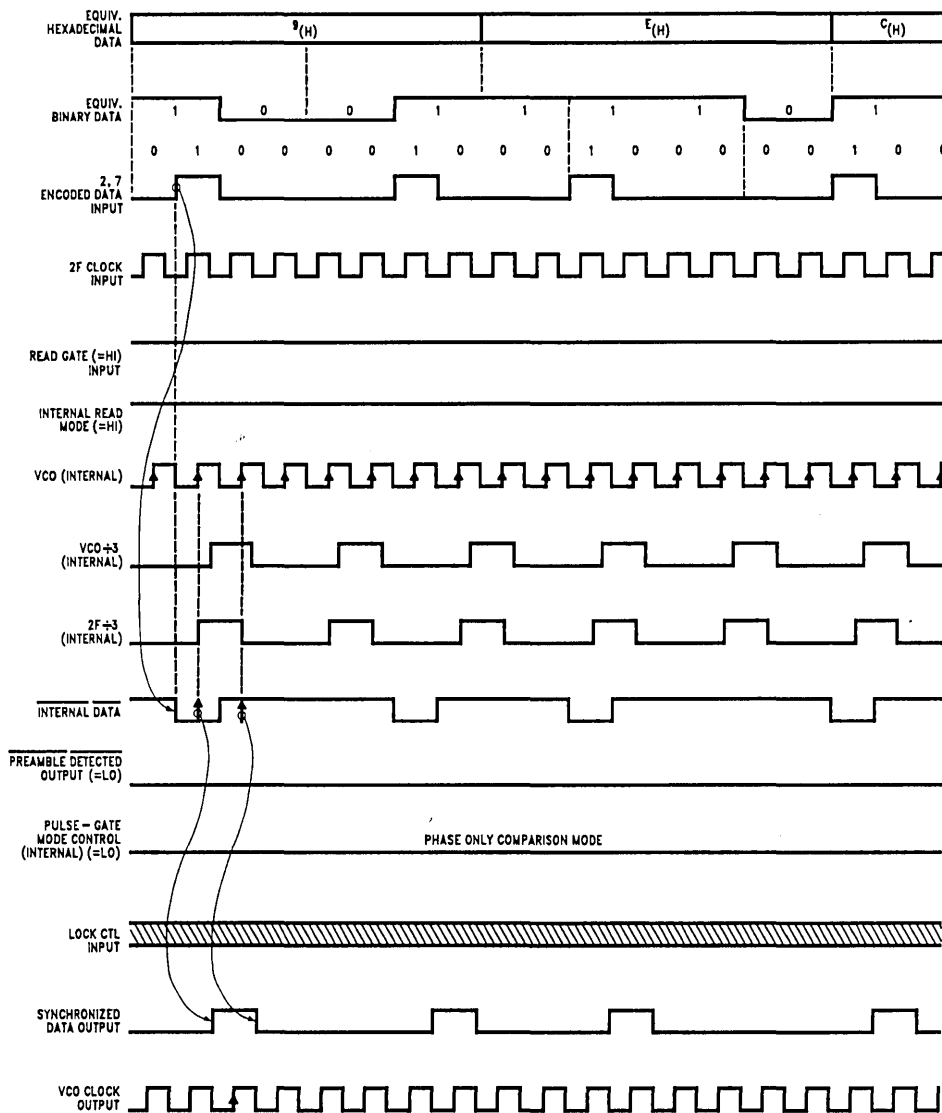 EQUIV.
HEXADECIMAL
DATA
9(H) E(H) C(H)
EQUIV.
BINARY DATA
1 0 0 1 1 1 1 0 1
0 1 0 0 0 0 1 0 0 0 1 0 0 0 0 0 1 0 0
2, 7
ENCODED DATA
INPUT
2F CLOCK
INPUT
READ GATE (=HI)
INPUT
INTERNAL READ
MODE (=HI)
VCO (INTERNAL)
VCO÷3
(INTERNAL)
2F÷3
(INTERNAL)
INTERNAL DATA
PREAMBLE DETECTED
OUTPUT (=LO)
PULSE-GATE
MODE CONTROL
(INTERNAL) (=LO)
PHASE ONLY COMPARISON MODE
LOCK CTL
INPUT
SYNCHRONIZED
DATA OUTPUT
VCO CLOCK
OUTPUT